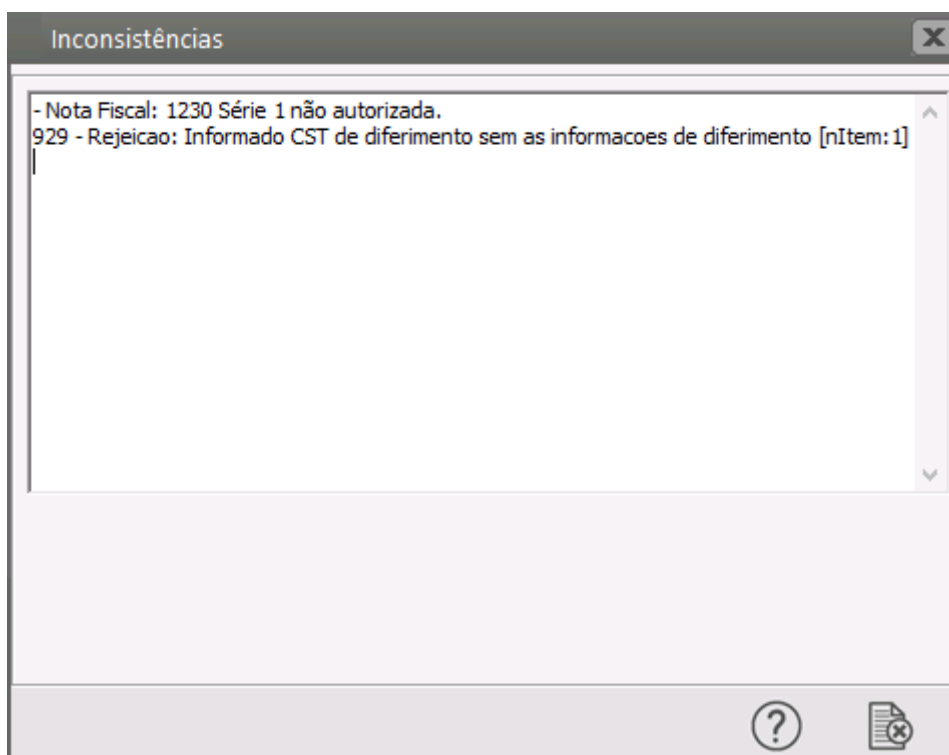 Inconsistências
- Nota Fiscal: 1230 Série 1 não autorizada.
929 - Rejeicao: Informado CST de diferimento sem as informacoes de diferimento [nItem:1]